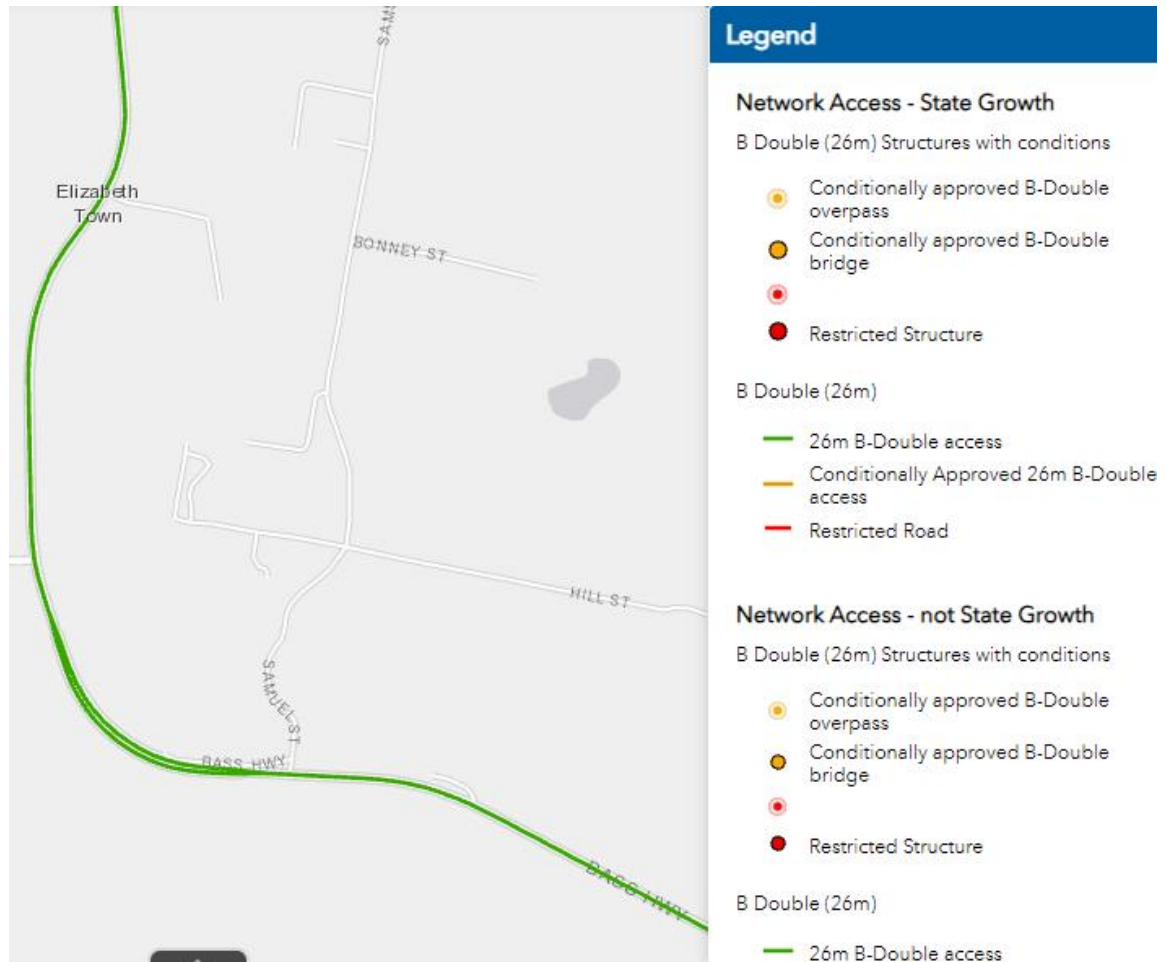 SAMS
Elizabeth
Town
BONNEY ST
HILL ST
SAMUEL ST
BASS HWY
BASS HWY
Legend
Network Access - State Growth
B Double (26m) Structures with conditions
Conditionally approved B-Double
overpass
Conditionally approved B-Double
bridge
Restricted Structure
B Double (26m)
26m B-Double access
Conditionally Approved 26m B-Double
access
Restricted Road
Network Access - not State Growth
B Double (26m) Structures with conditions
Conditionally approved B-Double
overpass
Conditionally approved B-Double
bridge
Restricted Structure
B Double (26m)
26m B-Double access